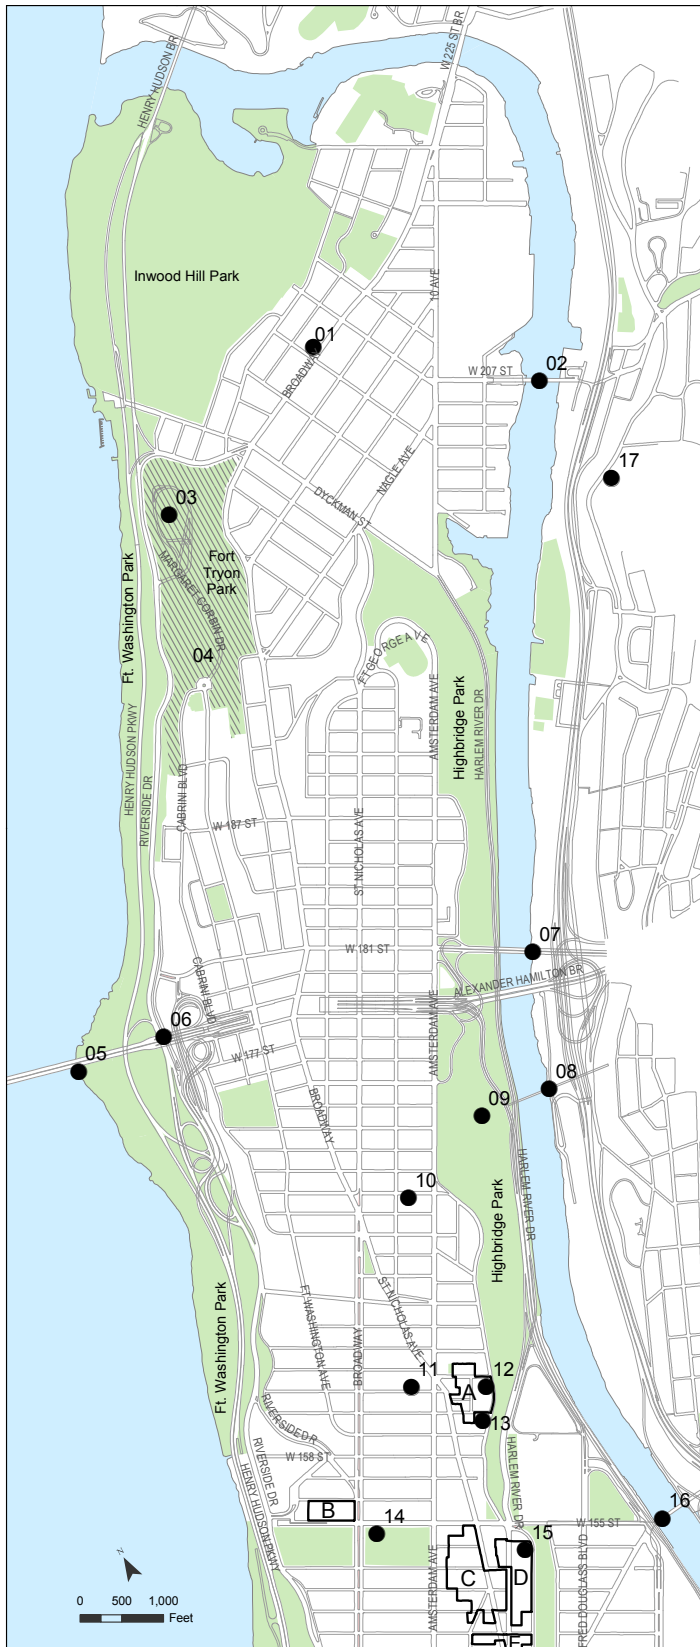 HENRY HUDSON BR
W 225 ST BR
Inwood Hill Park
10 AVE
01
BROADWAY
W 207 ST
02
17
NAGLE AVE
DYCKMAN ST
03
Fort
Tryon
Park
MARGARET CORBIN DR
Ft. Washington Park
04
FT GEORGE AVE
AMSTERDAM AVE
Highbridge Park
HARLEM RIVER DR
HENRY HUDSON PKWY
RIVERSIDE DR
CABRINI BLVD
W 187 ST
ST NICHOLAS AVE
W 181 ST
07
CABRINI BLVD
ALEXANDER HAMILTON BR
AMSTERDAM AVE
06
05
W 177 ST
08
09
BROADWAY
HARLEM RIVER DR
10
Highbridge Park
Ft. Washington Park
FT WASHINGTON AVE
ST NICHOLAS AVE
BROADWAY
11
12
A
13
RIVERSIDE DR
W 158 ST
RIVERSIDE DR
HENRY HUDSON PKWY
HARLEM RIVER DR
B
14
W 155 ST
16
15
N
C
D
AMSTERDAM AVE
FRED DOUGLASS BLVD
0 500 1,000
Feet